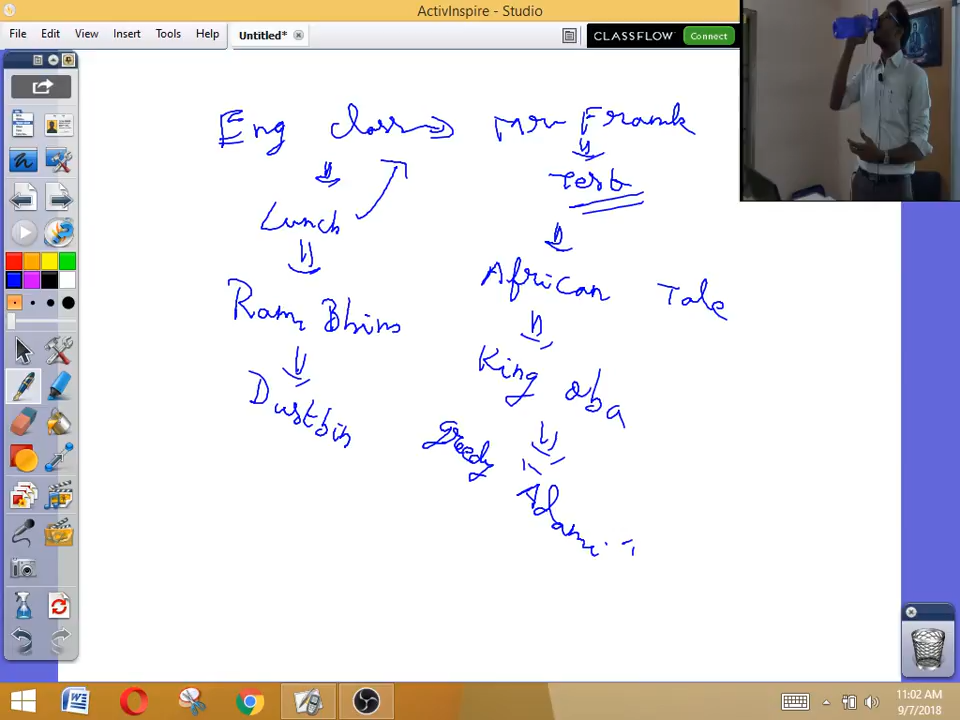 ActivInspire - Studio
File Edit View Insert Tools Help Untitled* CLASSFLOW Connect
Eng class Mr Frank
Test
Lunch
African Tale
Ram, Bhim
King oba
Dustbin
Greedy
11:02 AM
9/7/2018